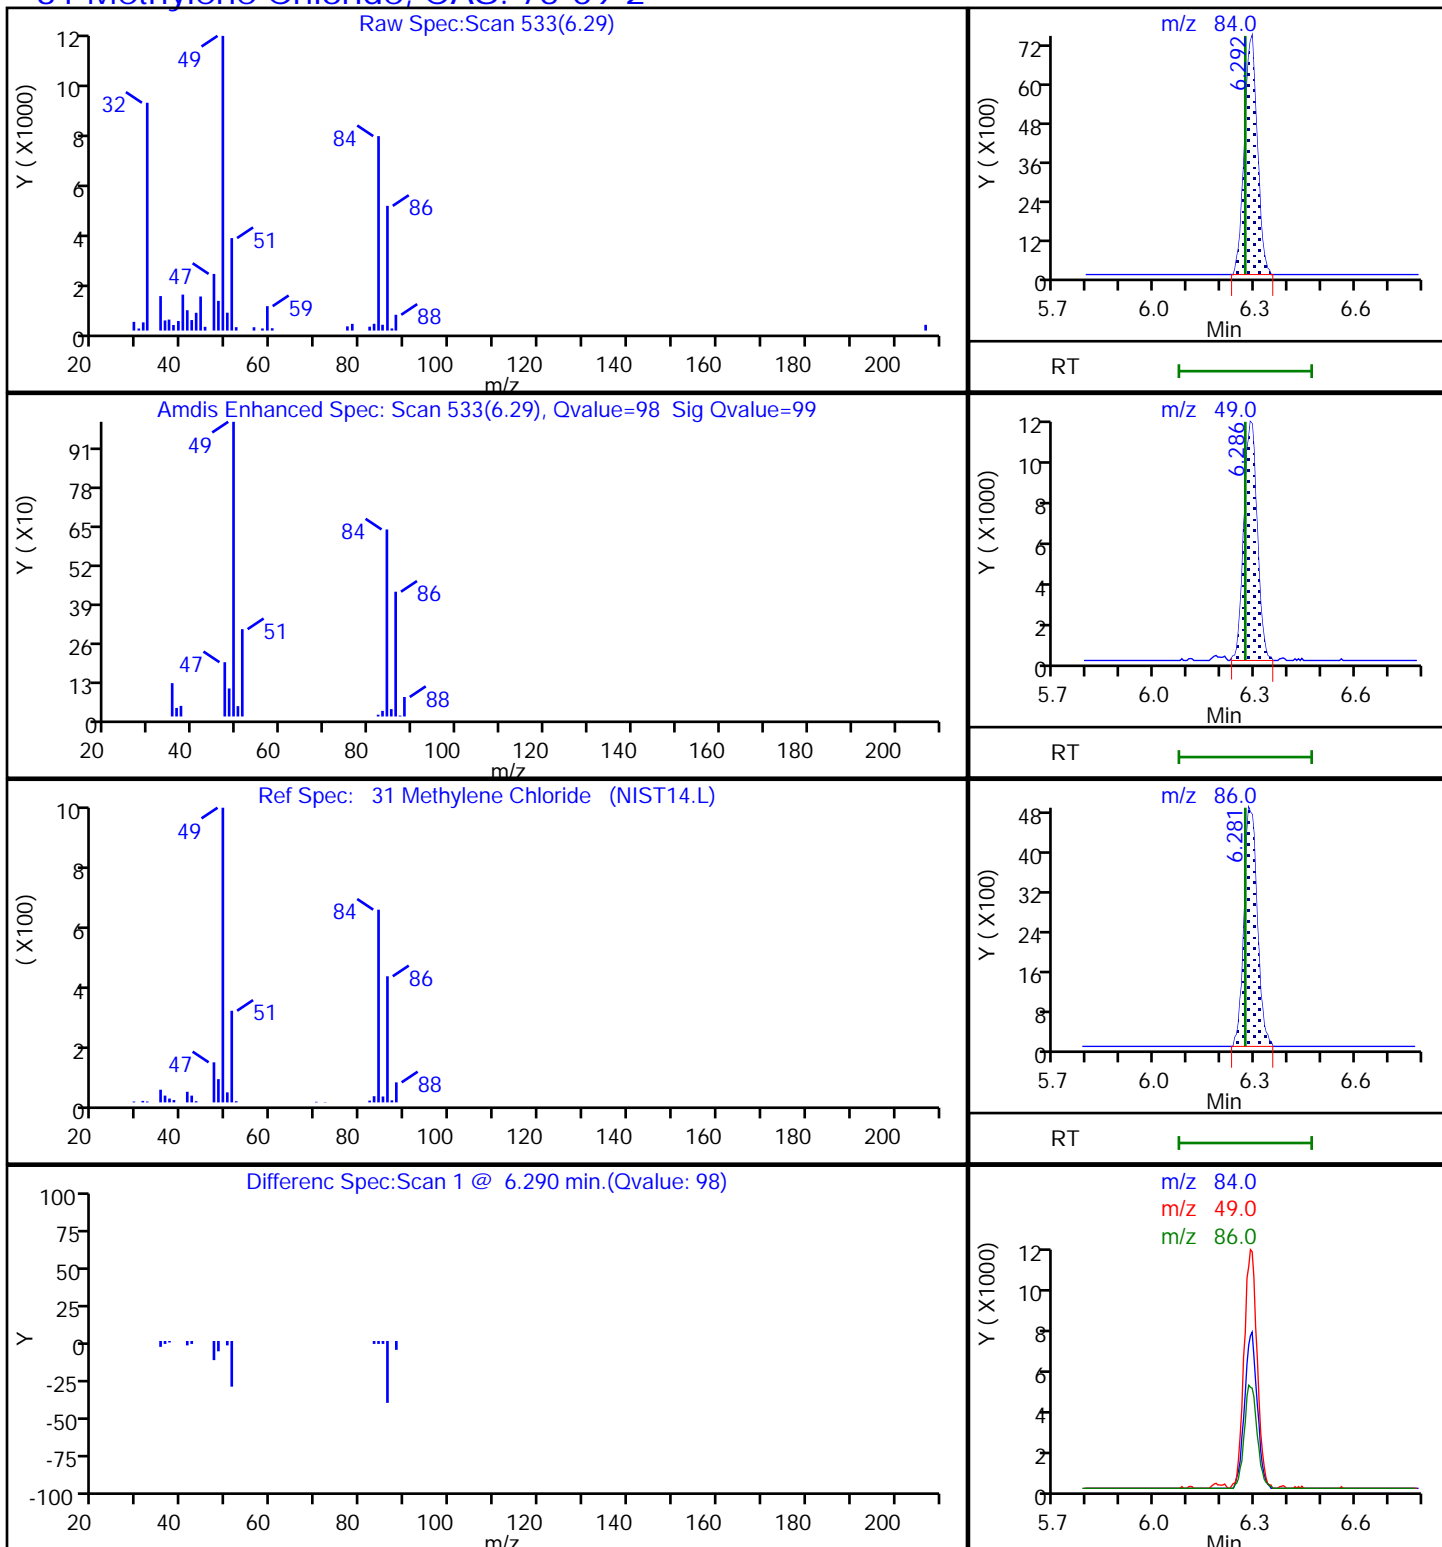 Raw Spec:Scan 533(6.29)
Y ( X1000)
12
10
8
6
4
2
0
49
32
84
86
51
47
59
88
20 40 60 80 100 120 140 160 180 200
m/z
m/z 84.0
Y ( X100)
72
60
48
36
24
12
0
6.292
5.7 6.0 6.3 6.6
Min
RT
Amdis Enhanced Spec: Scan 533(6.29), Qvalue=98 Sig Qvalue=99
Y ( X10)
91
78
65
52
39
26
13
0
49
84
86
51
47
88
20 40 60 80 100 120 140 160 180 200
m/z
m/z 49.0
Y ( X1000)
12
10
8
6
4
2
0
6.286
5.7 6.0 6.3 6.6
Min
RT
Ref Spec: 31 Methylene Chloride (NIST14.L)
( X100)
10
8
6
4
2
0
49
84
86
51
47
88
20 40 60 80 100 120 140 160 180 200
m/z 86.0
Y ( X100)
48
40
32
24
16
8
0
6.281
5.7 6.0 6.3 6.6
Min
RT
Differenc Spec:Scan 1 @ 6.290 min.(Qvalue: 98)
Y
100
75
50
25
0
-25
-50
-75
-100
20 40 60 80 100 120 140 160 180 200
m/z
m/z 84.0
m/z 49.0
m/z 86.0
Y ( X1000)
12
10
8
6
4
2
0
5.7 6.0 6.3 6.6
Min